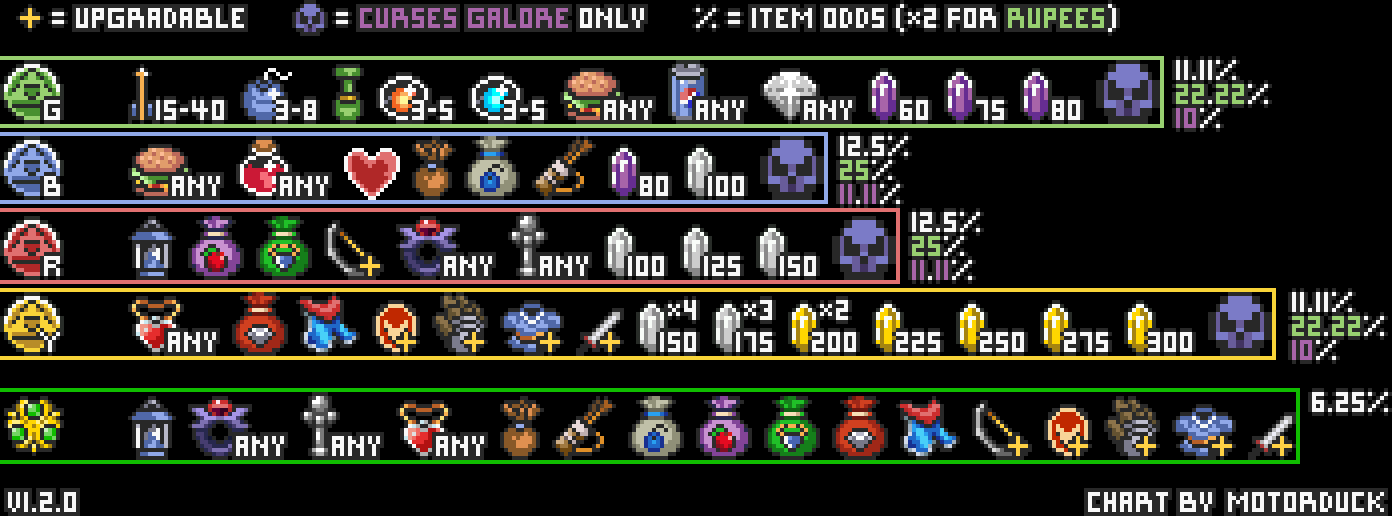 + = UPGRADABLE = CURSES GALORE ONLY % = ITEM ODDS (×2 FOR RUPEES)
G 15-40 3-8 3-5 3-5 ANY ANY ANY 60 75 80 11.11%
22.22%
10%
B ANY ANY 80 100 12.5%
25%
11.11%
R + ANY ANY 100 125 150 12.5%
25%
11.11%
Y ANY + + + + ×4 150 ×3 175 ×2 200 225 250 275 300 11.11%
22.22%
10%
ANY ANY ANY + + + + + 6.25%
V1.2.0 CHART BY MOTORDUCK